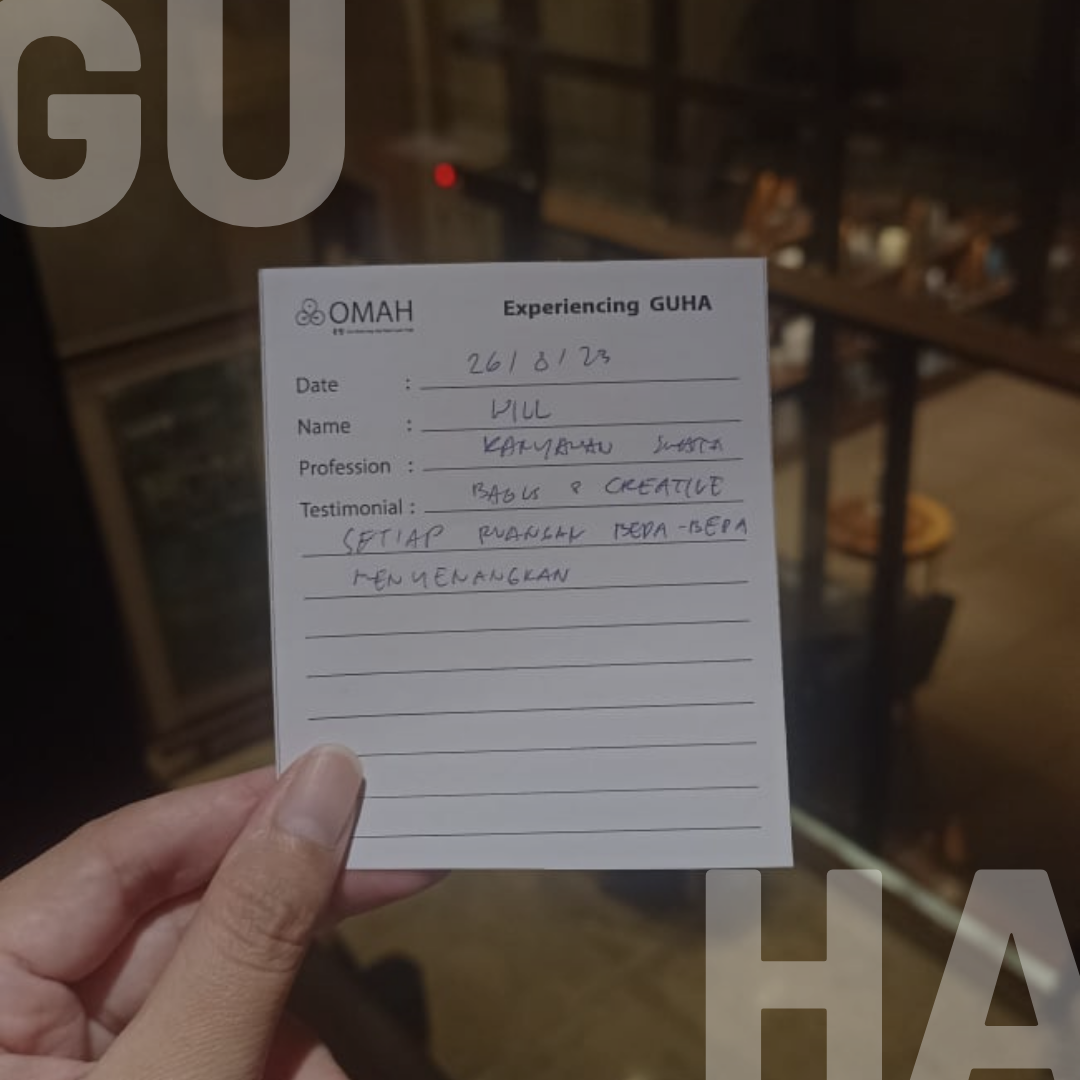 GU
OMAH
Experiencing GUHA
Date : 26 / 8 / 23
Name : WILL
Profession : KARYAWAN SWASTA
Testimonial : BAGUS & CREATIVE
SETIAP RUANGAN BEDA-BEDA
MENYENANGKAN
HA